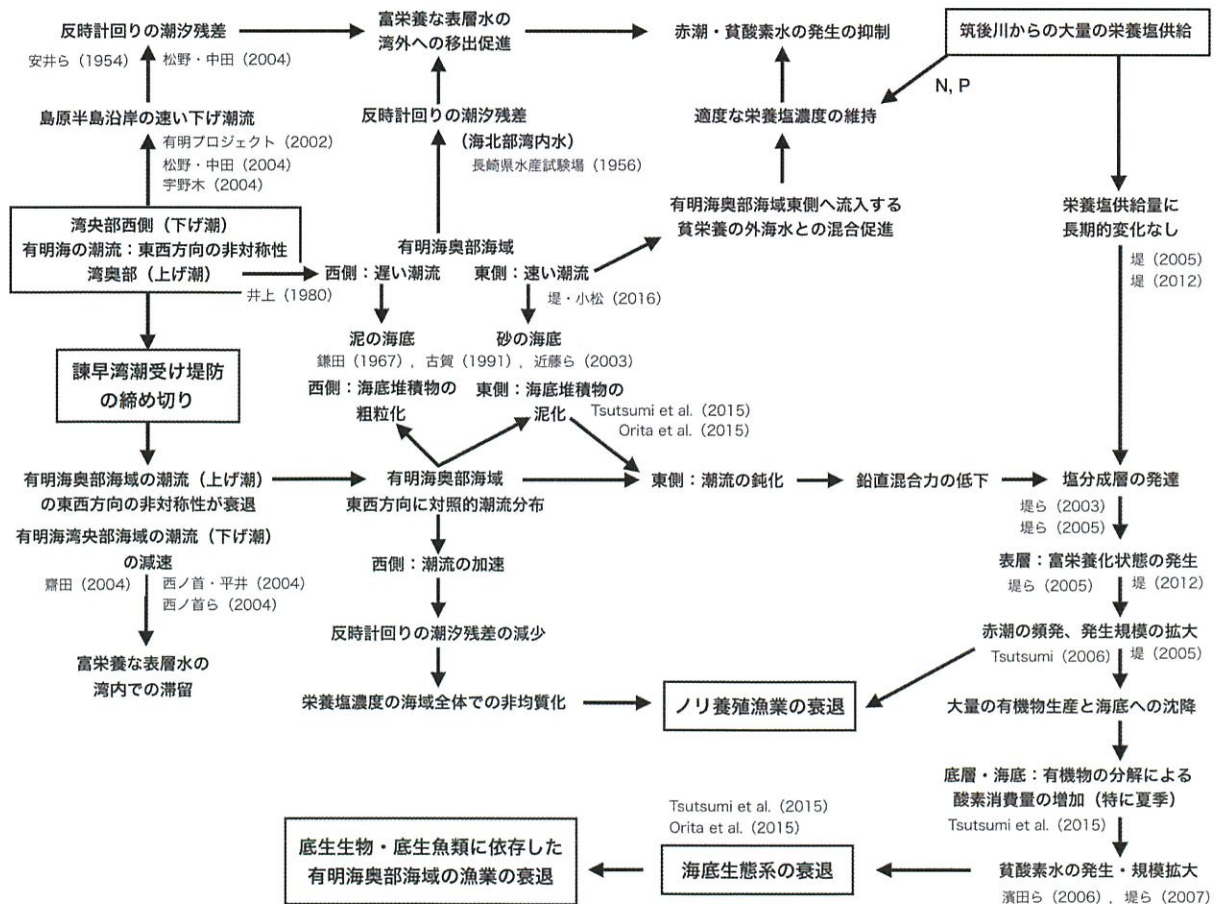 反時計回りの潮汐残差
安井ら（1954）
松野・中田（2004）
島原半島沿岸の速い下げ潮流
有明プロジェクト（2002）
松野・中田（2004）
宇野木（2004）
湾央部西側（下げ潮）
有明海の潮流：東西方向の非対称性
湾奥部（上げ潮）
井上（1980）
諫早湾潮受け堤防
の締め切り
有明海奥部海域の潮流（上げ潮）
の東西方向の非対称性が衰退
有明海湾央部海域の潮流（下げ潮）
の減速
齋田（2004）
西ノ首・平井（2004）
西ノ首ら（2004）
富栄養な表層水の
湾内での滞留
富栄養な表層水の
湾外への移出促進
反時計回りの潮汐残差
（海北部湾内水）
長崎県水産試験場（1956）
有明海奥部海域
西側：遅い潮流
東側：速い潮流
堤・小松（2016）
泥の海底
砂の海底
鎌田（1967），古賀（1991），近藤ら（2003）
西側：海底堆積物の
粗粒化
東側：海底堆積物の
泥化
Tsutsumi et al.（2015）
Orita et al.（2015）
有明海奥部海域
東西方向に対照的潮流分布
西側：潮流の加速
反時計回りの潮汐残差の減少
栄養塩濃度の海域全体での非均質化
赤潮・貧酸素水の発生の抑制
適度な栄養塩濃度の維持
有明海奥部海域東側へ流入する
貧栄養の外海水との混合促進
東側：潮流の鈍化
鉛直混合力の低下
ノリ養殖漁業の衰退
筑後川からの大量の栄養塩供給
N, P
栄養塩供給量に
長期的変化なし
堤（2005）
堤（2012）
塩分成層の発達
堤ら（2003）
堤ら（2005）
表層：富栄養化状態の発生
堤ら（2005）
堤（2012）
赤潮の頻発、発生規模の拡大
Tsutsumi（2006）
堤（2005）
大量の有機物生産と海底への沈降
底層・海底：有機物の分解による
酸素消費量の増加（特に夏季）
Tsutsumi et al.（2015）
貧酸素水の発生・規模拡大
濱田ら（2006），堤ら（2007）
Tsutsumi et al.（2015）
Orita et al.（2015）
海底生態系の衰退
底生生物・底生魚類に依存した
有明海奥部海域の漁業の衰退